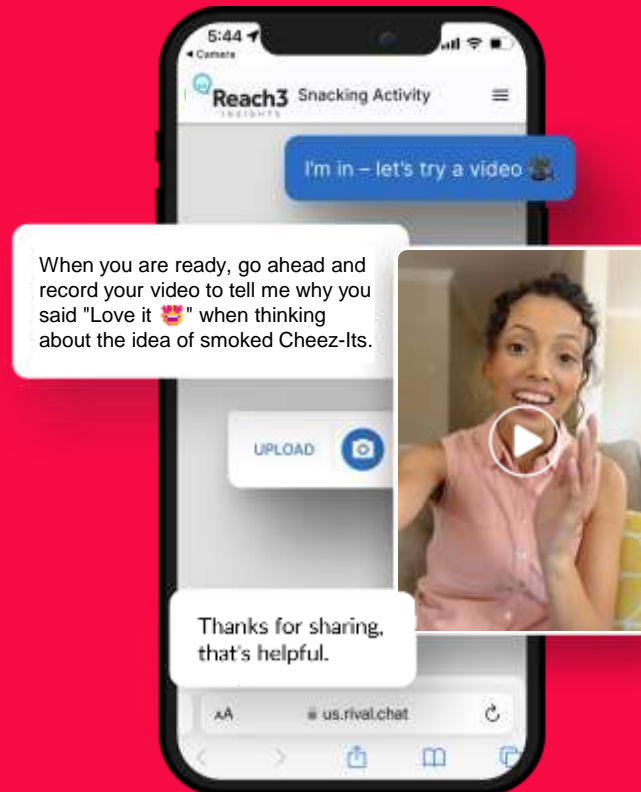 5:44
Camera
Reach3 Snacking Activity
INSIGHTS
I'm in – let's try a video 🎥
When you are ready, go ahead and
record your video to tell me why you
said "Love it 😍" when thinking
about the idea of smoked Cheez-Its.
UPLOAD
Thanks for sharing,
that's helpful.
AA us.rival.chat